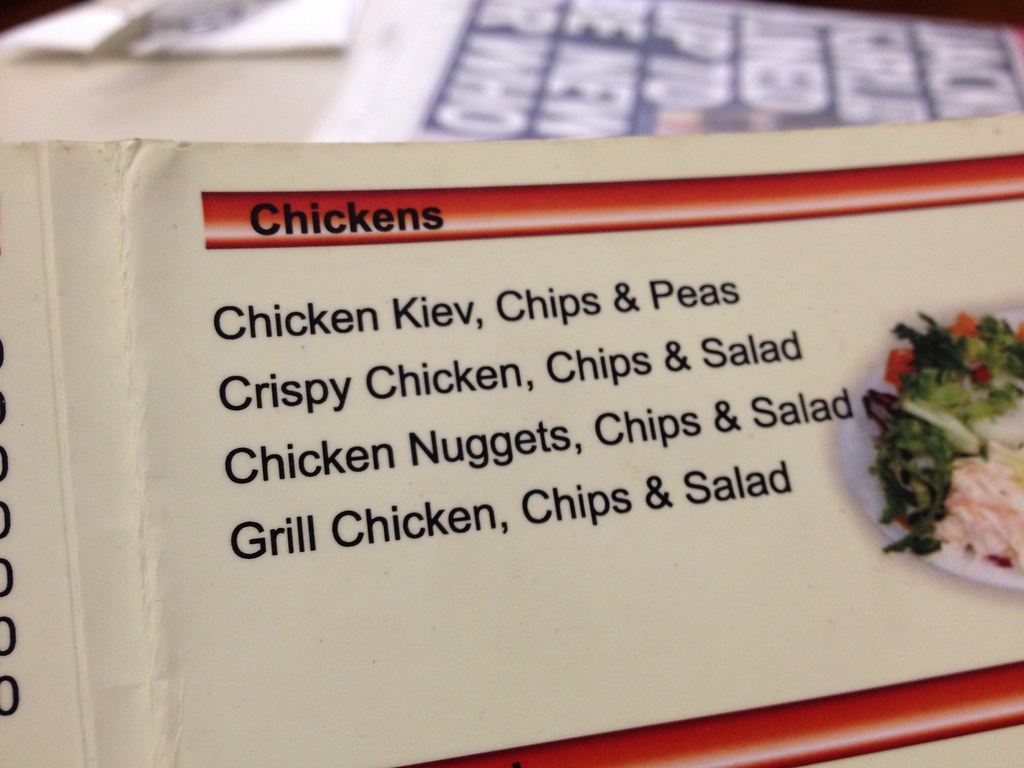 Chickens
Chicken Kiev, Chips & Peas
Crispy Chicken, Chips & Salad
Chicken Nuggets, Chips & Salad
Grill Chicken, Chips & Salad